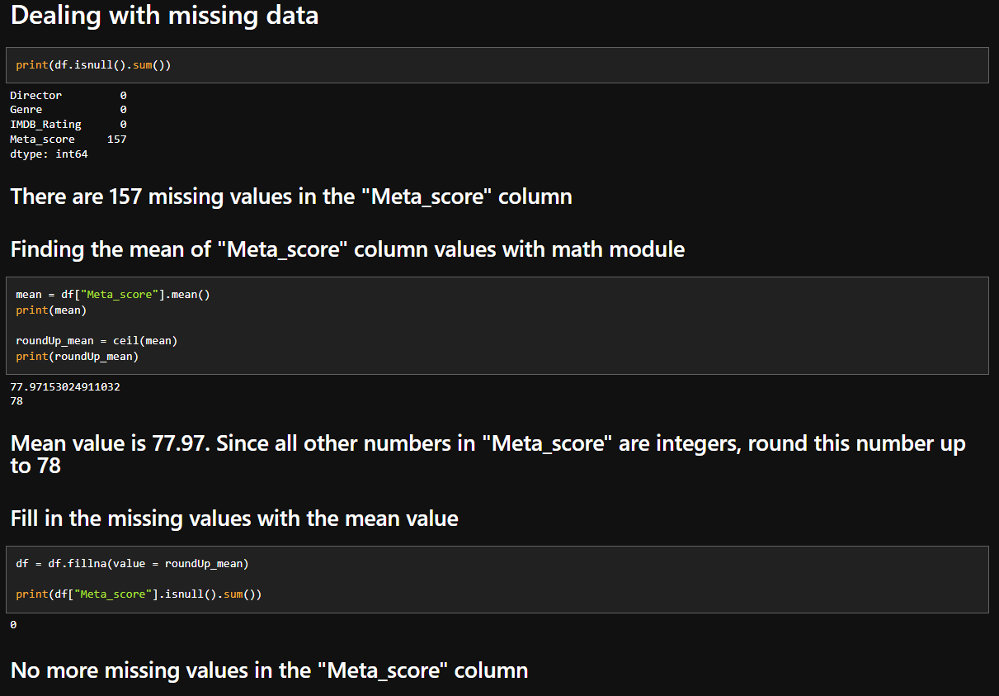 Dealing with missing data
print(df.isnull().sum())
Director 0
Genre 0
IMDB_Rating 0
Meta_score 157
dtype: int64
There are 157 missing values in the "Meta_score" column
Finding the mean of "Meta_score" column values with math module
mean = df["Meta_score"].mean()
print(mean)
roundUp_mean = ceil(mean)
print(roundUp_mean)
77.97153024911032
78
Mean value is 77.97. Since all other numbers in "Meta_score" are integers, round this number up
to 78
Fill in the missing values with the mean value
df = df.fillna(value = roundUp_mean)
print(df["Meta_score"].isnull().sum())
0
No more missing values in the "Meta_score" column